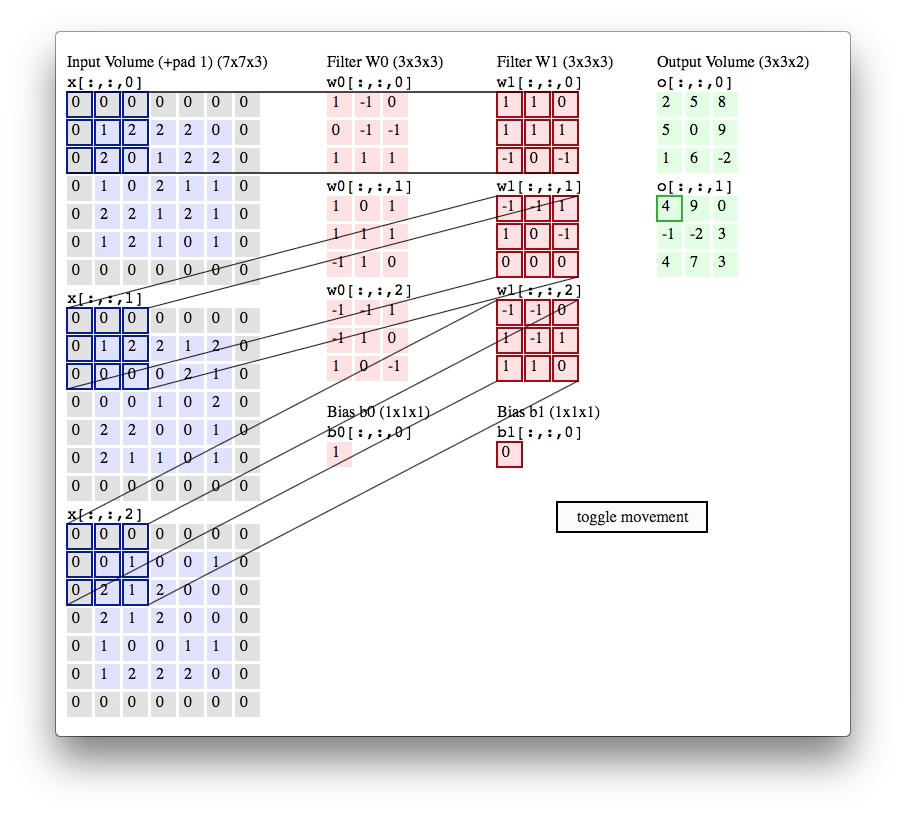 Input Volume (+pad 1) (7x7x3) Filter W0 (3x3x3) Filter W1 (3x3x3) Output Volume (3x3x2)
x[:,:,0] w0[:,:,0] w1[:,:,0] o[:,:,0]
0 0 0 0 0 0 0 1 -1 0 1 1 0 2 5 8
0 1 2 2 2 0 0 0 -1 -1 1 1 1 5 0 9
0 2 0 1 2 2 0 1 1 1 -1 0 -1 1 6 -2
0 1 0 2 1 1 0 w0[:,:,1] w1[:,:,1] o[:,:,1]
0 2 2 1 2 1 0 1 0 1 -1 -1 1 4 9 0
0 1 2 1 0 1 0 1 1 1 1 0 -1 -1 -2 3
0 0 0 0 0 0 0 -1 1 0 0 0 0 4 7 3
x[:,:,1] w0[:,:,2] w1[:,:,2]
0 0 0 0 0 0 0 -1 -1 1 -1 -1 0
0 1 2 2 1 2 0 -1 1 0 1 -1 1
0 0 0 0 2 1 0 1 0 -1 1 1 0
0 0 0 1 0 2 0 Bias b0 (1x1x1) Bias b1 (1x1x1)
0 2 2 0 0 1 0 b0[:,:,0] b1[:,:,0]
0 2 1 1 0 1 0 1 0
0 0 0 0 0 0 0
x[:,:,2] toggle movement
0 0 0 0 0 0 0
0 0 1 0 0 1 0
0 2 1 2 0 0 0
0 2 1 2 0 0 0
0 1 0 0 1 1 0
0 1 2 2 2 0 0
0 0 0 0 0 0 0